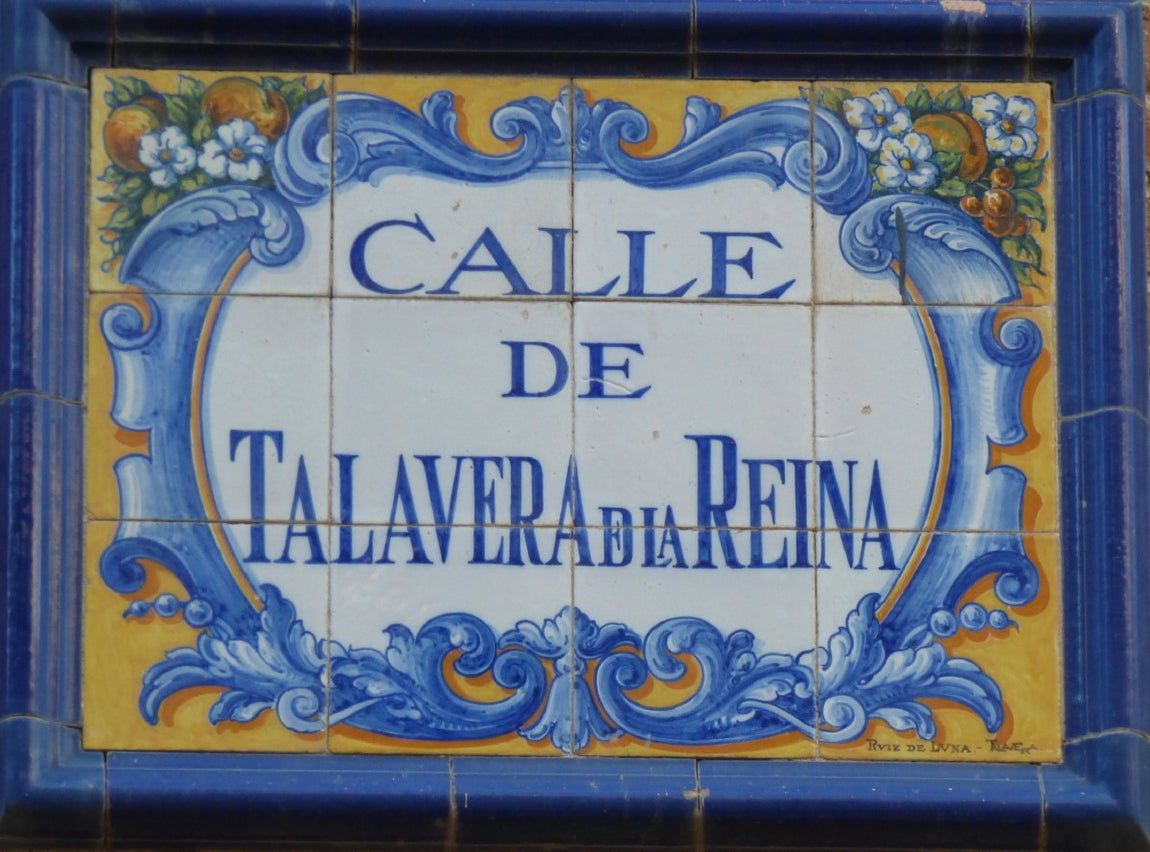 CALLE
DE
TALAVERA DE LA REINA
RUIZ DE LUNA - TALAVERA